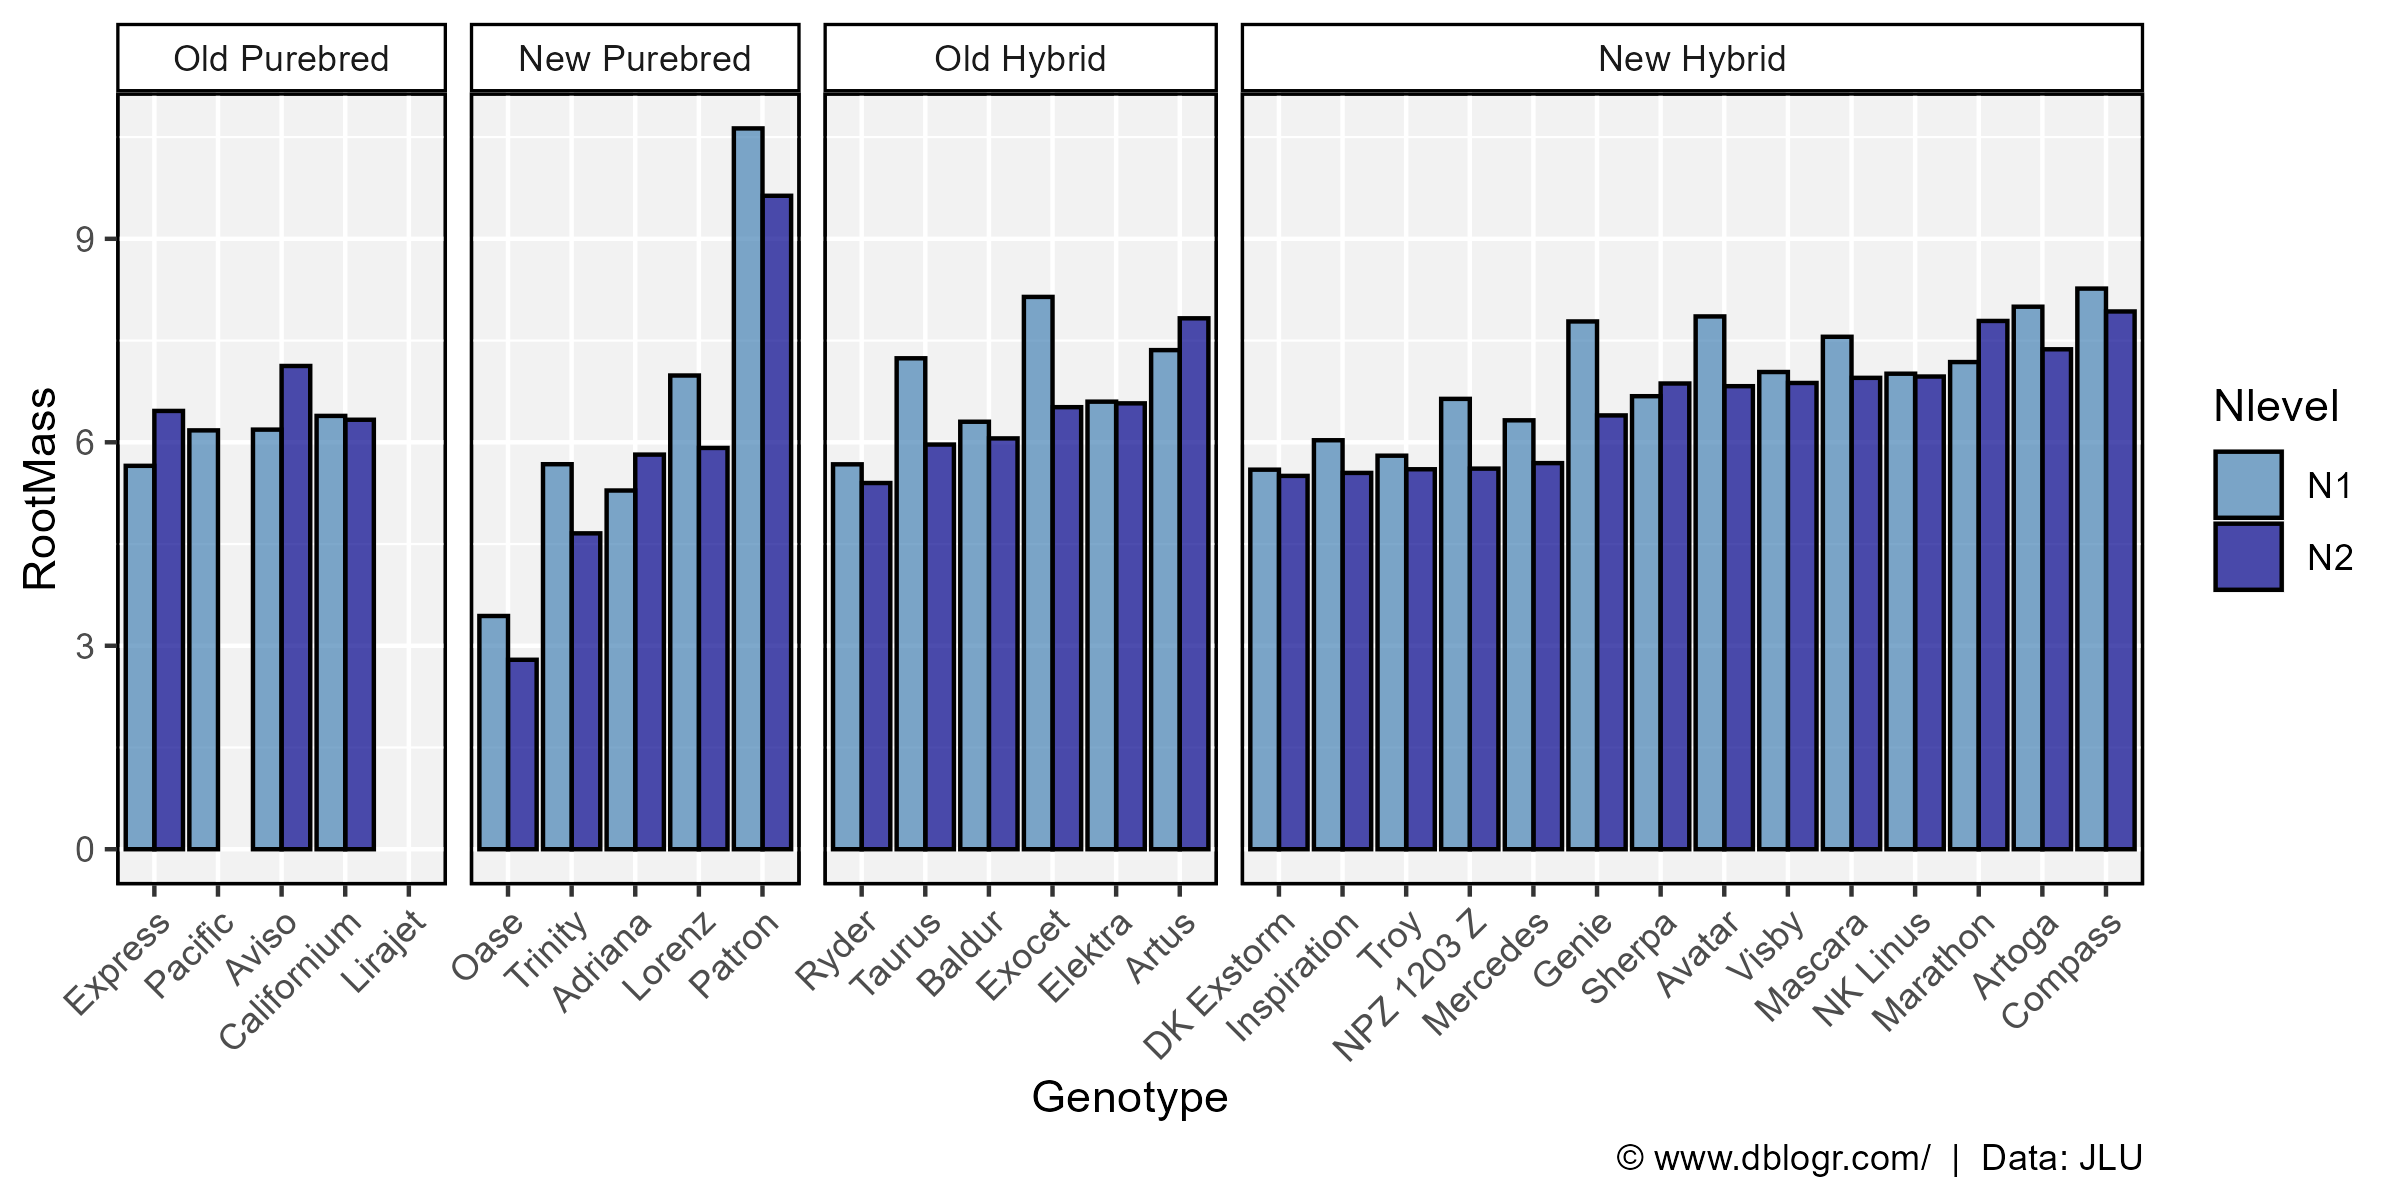 Old Purebred
New Purebred
Old Hybrid
New Hybrid
RootMass
9
6
3
0
Express
Pacific
Aviso
Californium
Lirajet
Oase
Trinity
Adriana
Lorenz
Patron
Ryder
Taurus
Baldur
Exocet
Elektra
Artus
DK Exstorm
Inspiration
Troy
NPZ 1203 Z
Mercedes
Genie
Sherpa
Avatar
Visby
Mascara
NK Linus
Marathon
Artoga
Compass
Genotype
Nlevel
N1
N2
© www.dblogr.com/ | Data: JLU